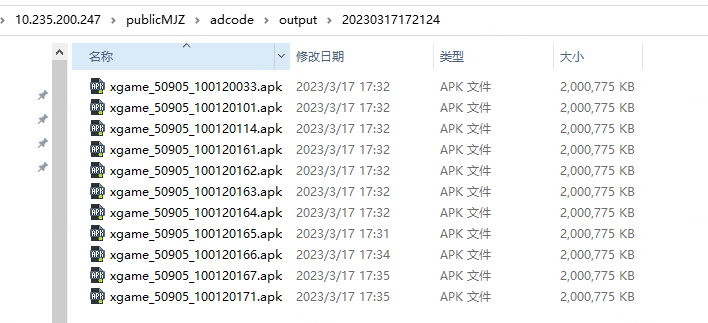 10.235.200.247 > publicMJZ > adcode > output > 20230317172124
名称 修改日期 类型 大小
xgame_50905_100120033.apk 2023/3/17 17:32 APK 文件 2,000,775 KB
xgame_50905_100120101.apk 2023/3/17 17:32 APK 文件 2,000,775 KB
xgame_50905_100120114.apk 2023/3/17 17:32 APK 文件 2,000,775 KB
xgame_50905_100120161.apk 2023/3/17 17:32 APK 文件 2,000,775 KB
xgame_50905_100120162.apk 2023/3/17 17:32 APK 文件 2,000,775 KB
xgame_50905_100120163.apk 2023/3/17 17:32 APK 文件 2,000,775 KB
xgame_50905_100120164.apk 2023/3/17 17:32 APK 文件 2,000,775 KB
xgame_50905_100120165.apk 2023/3/17 17:31 APK 文件 2,000,775 KB
xgame_50905_100120166.apk 2023/3/17 17:34 APK 文件 2,000,775 KB
xgame_50905_100120167.apk 2023/3/17 17:35 APK 文件 2,000,775 KB
xgame_50905_100120171.apk 2023/3/17 17:35 APK 文件 2,000,775 KB